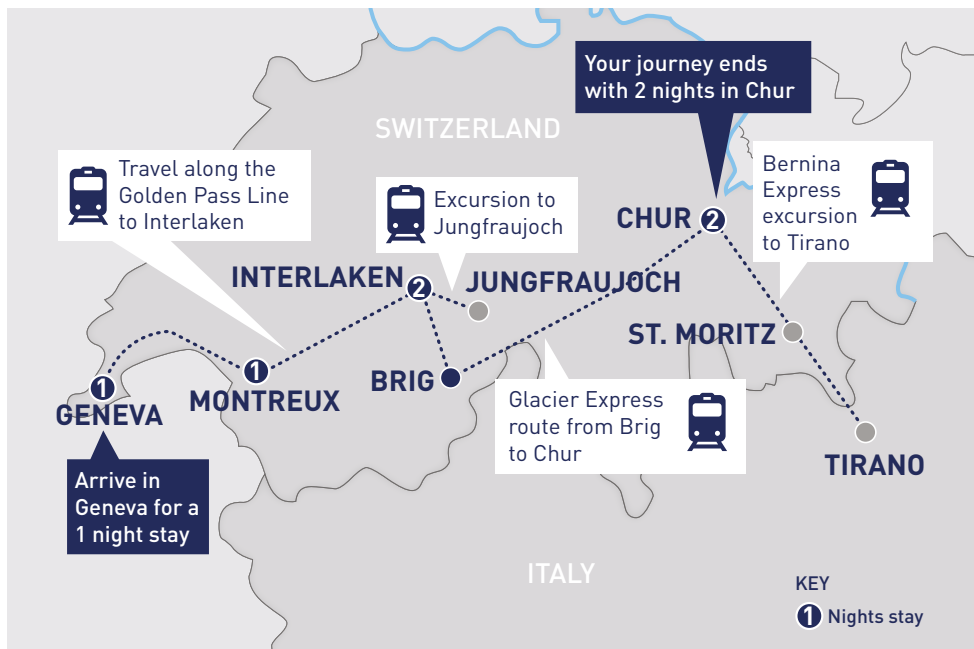 Your journey ends
with 2 nights in Chur
SWITZERLAND
Travel along the
Golden Pass Line
to Interlaken
Excursion to
Jungfraujoch
Bernina
Express
excursion
to Tirano
CHUR
2
INTERLAKEN
2
JUNGFRAUJOCH
ST. MORITZ
1
GENEVA
1
MONTREUX
BRIG
Glacier Express
route from Brig
to Chur
TIRANO
Arrive in
Geneva for a
1 night stay
ITALY
KEY
1 Nights stay